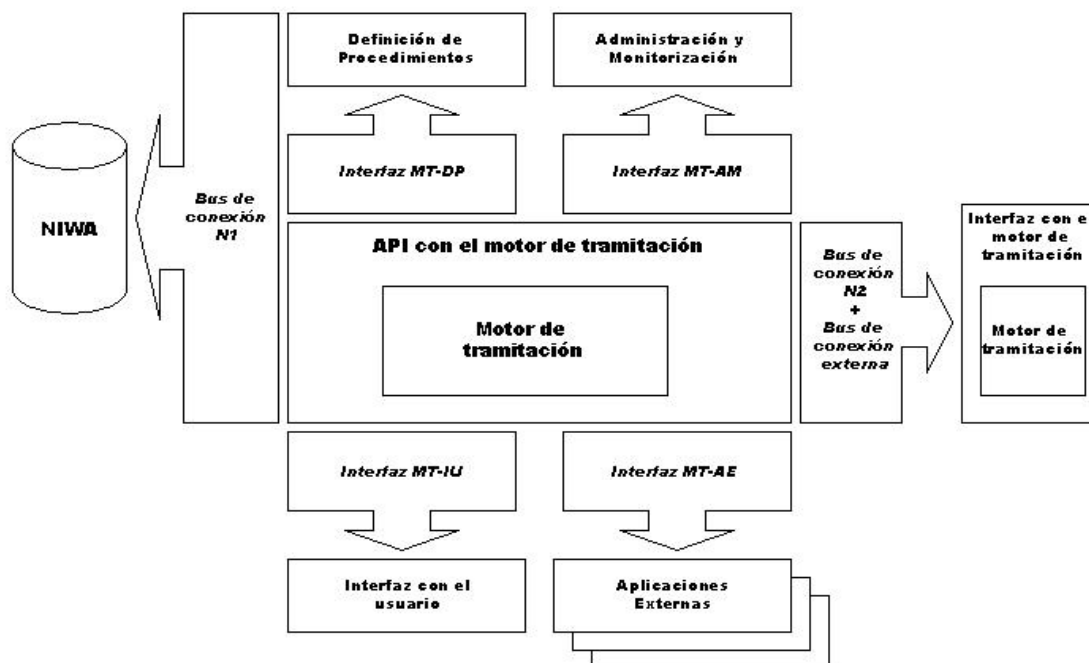 Definición de
Procedimientos
Administración y
Monitorización
Interfaz MT-DP
Interfaz MT-AM
NIWA
Bus de
conexión
N1
API con el motor de tramitación
Motor de
tramitación
Bus de
conexión
N2
+
Bus de
conexión
externa
Interfaz con e
motor de
tramitación
Motor de
tramitación
Interfaz MT-IU
Interfaz MT-AE
Interfaz con el
usuario
Aplicaciones
Externas